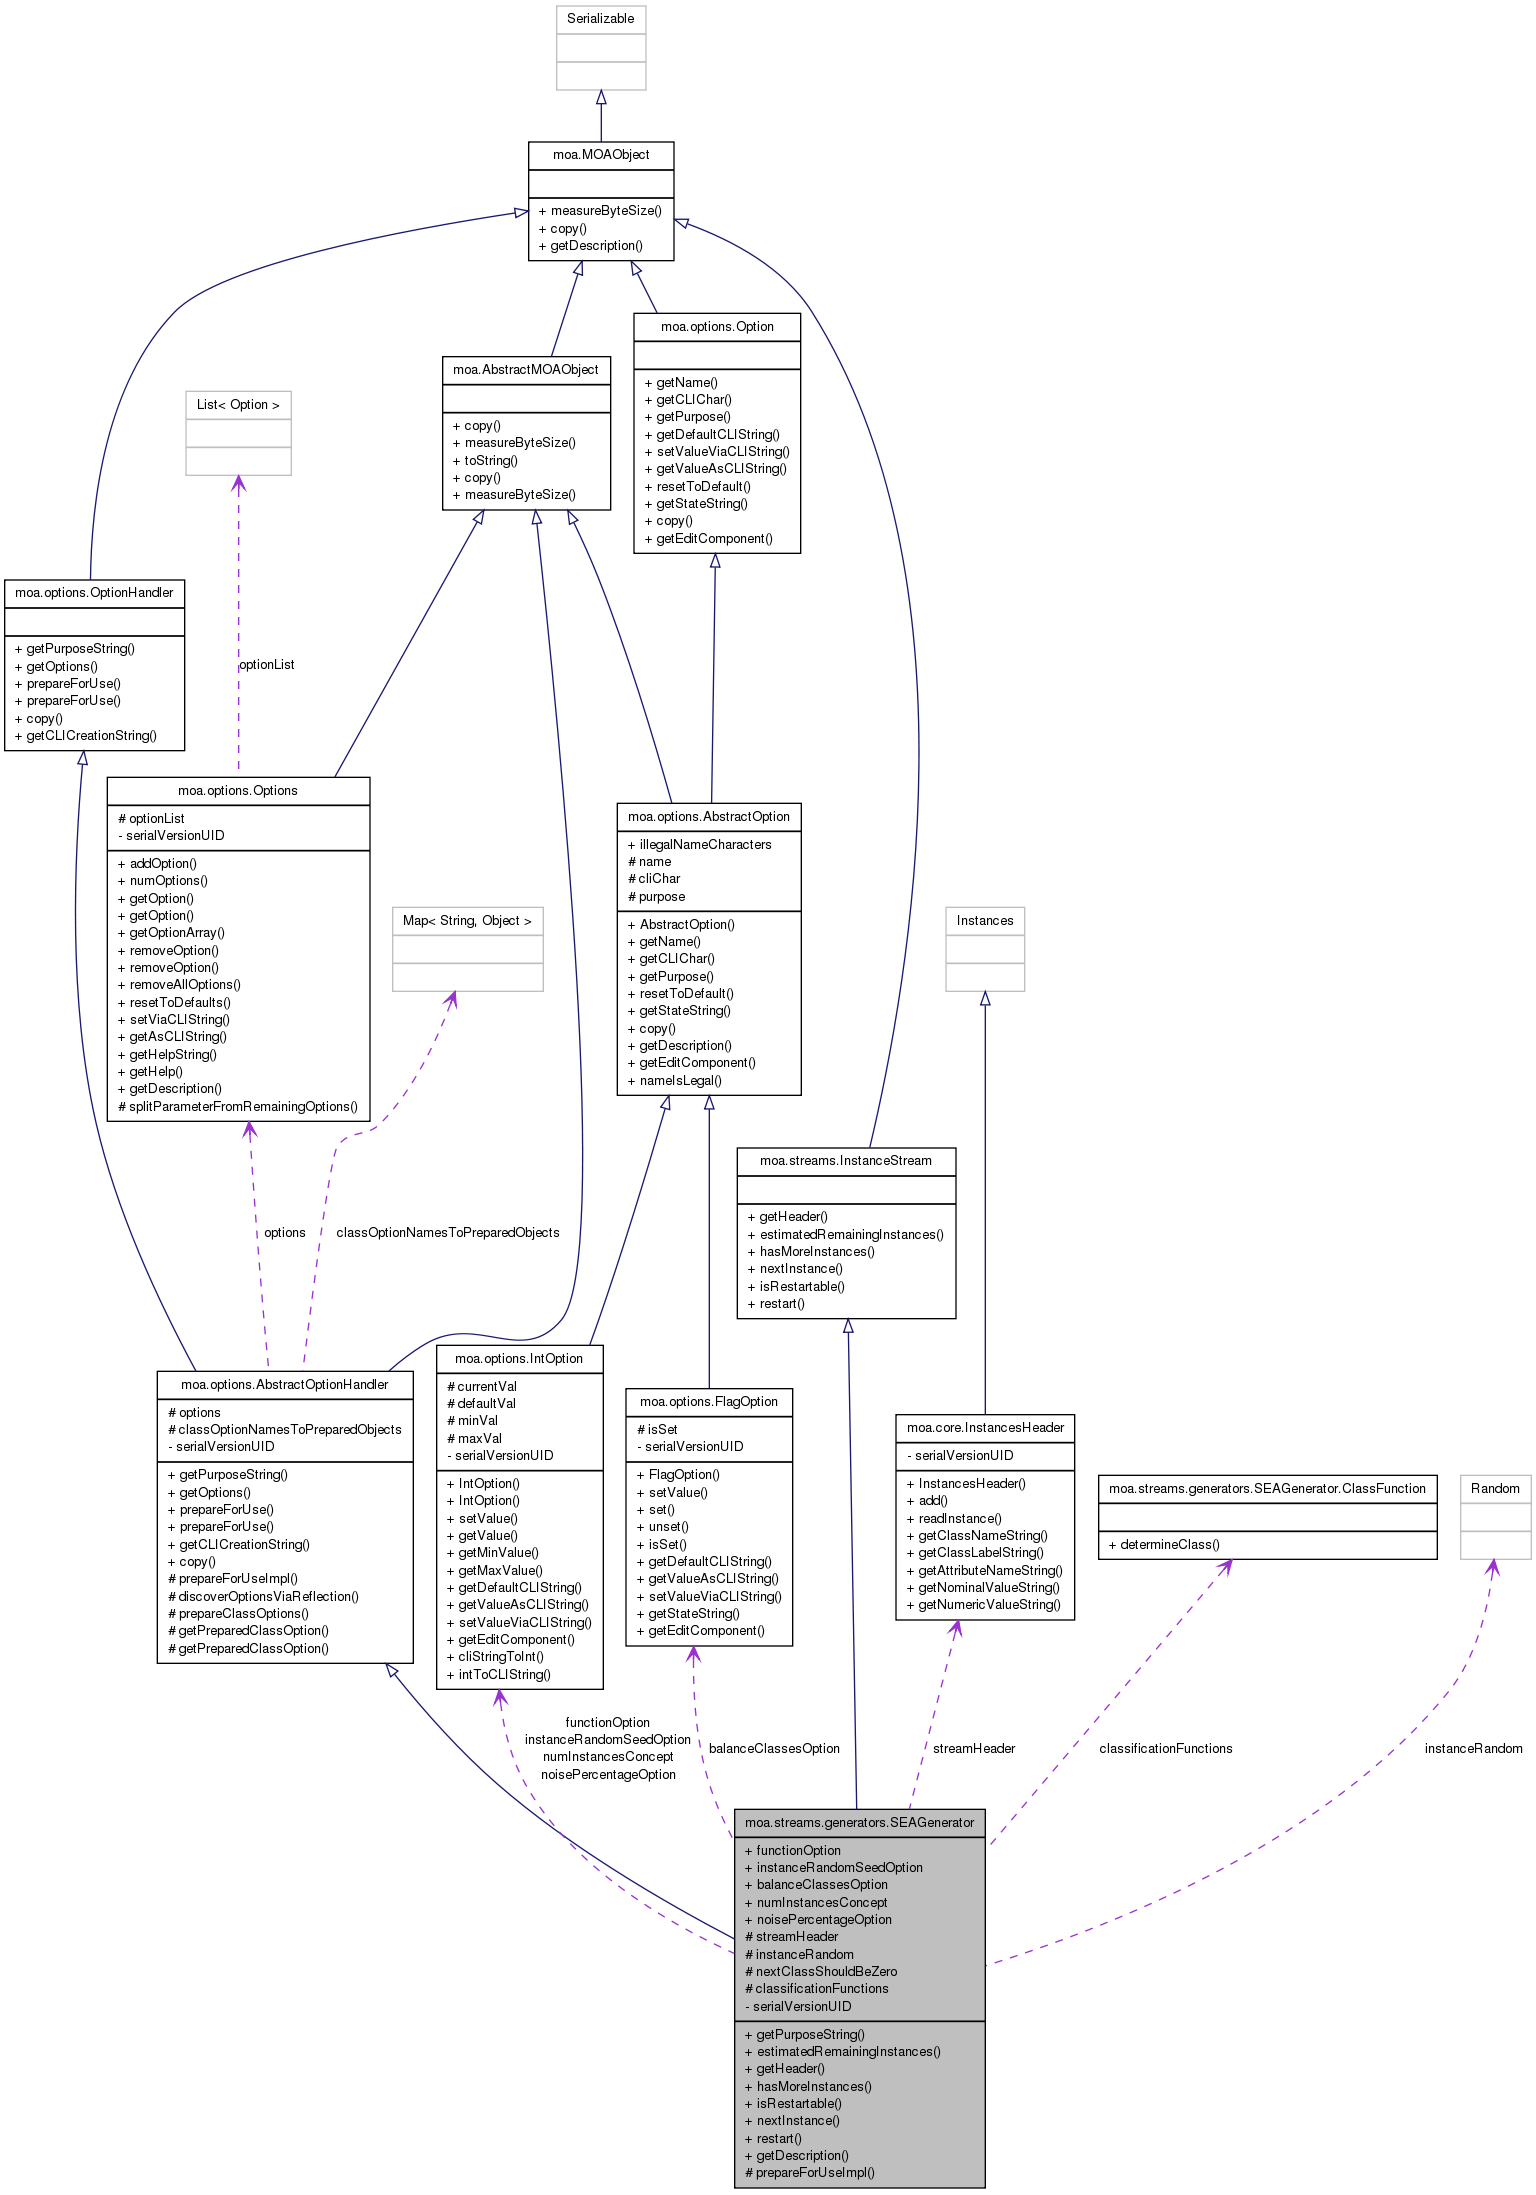 Serializable
moa.MOAObject
+ measureByteSize()
+ copy()
+ getDescription()
moa.options.Option
+ getName()
+ getCLIChar()
+ getPurpose()
+ getDefaultCLIString()
+ setValueViaCLIString()
+ getValueAsCLIString()
+ resetToDefault()
+ getStateString()
+ copy()
+ getEditComponent()
moa.AbstractMOAObject
+ copy()
+ measureByteSize()
+ toString()
+ copy()
+ measureByteSize()
List< Option >
moa.options.OptionHandler
+ getPurposeString()
+ getOptions()
+ prepareForUse()
+ prepareForUse()
+ copy()
+ getCLICreationString()
optionList
moa.options.Options
# optionList
- serialVersionUID
+ addOption()
+ numOptions()
+ getOption()
+ getOption()
+ getOptionArray()
+ removeOption()
+ removeOption()
+ removeAllOptions()
+ resetToDefaults()
+ setViaCLIString()
+ getAsCLIString()
+ getHelpString()
+ getHelp()
+ getDescription()
# splitParameterFromRemainingOptions()
moa.options.AbstractOption
+ illegalNameCharacters
# name
# cliChar
# purpose
+ AbstractOption()
+ getName()
+ getCLIChar()
+ getPurpose()
+ resetToDefault()
+ getStateString()
+ copy()
+ getDescription()
+ getEditComponent()
+ nameIsLegal()
Map< String, Object >
Instances
moa.streams.InstanceStream
+ getHeader()
+ estimatedRemainingInstances()
+ hasMoreInstances()
+ nextInstance()
+ isRestartable()
+ restart()
options
classOptionNamesToPreparedObjects
moa.options.AbstractOptionHandler
# options
# classOptionNamesToPreparedObjects
- serialVersionUID
+ getPurposeString()
+ getOptions()
+ prepareForUse()
+ prepareForUse()
+ getCLICreationString()
+ copy()
# prepareForUseImpl()
# discoverOptionsViaReflection()
# prepareClassOptions()
# getPreparedClassOption()
# getPreparedClassOption()
moa.options.IntOption
# currentVal
# defaultVal
# minVal
# maxVal
- serialVersionUID
+ IntOption()
+ IntOption()
+ setValue()
+ getValue()
+ getMinValue()
+ getMaxValue()
+ getDefaultCLIString()
+ getValueAsCLIString()
+ setValueViaCLIString()
+ getEditComponent()
+ cliStringToInt()
+ intToCLIString()
moa.options.FlagOption
# isSet
- serialVersionUID
+ FlagOption()
+ setValue()
+ set()
+ unset()
+ isSet()
+ getDefaultCLIString()
+ getValueAsCLIString()
+ setValueViaCLIString()
+ getStateString()
+ getEditComponent()
moa.core.InstancesHeader
- serialVersionUID
+ InstancesHeader()
+ add()
+ readInstance()
+ getClassNameString()
+ getClassLabelString()
+ getAttributeNameString()
+ getNominalValueString()
+ getNumericValueString()
moa.streams.generators.SEAGenerator.ClassFunction
+ determineClass()
Random
functionOption
instanceRandomSeedOption
numInstancesConcept
noisePercentageOption
balanceClassesOption
streamHeader
classificationFunctions
instanceRandom
moa.streams.generators.SEAGenerator
+ functionOption
+ instanceRandomSeedOption
+ balanceClassesOption
+ numInstancesConcept
+ noisePercentageOption
# streamHeader
# instanceRandom
# nextClassShouldBeZero
# classificationFunctions
- serialVersionUID
+ getPurposeString()
+ estimatedRemainingInstances()
+ getHeader()
+ hasMoreInstances()
+ isRestartable()
+ nextInstance()
+ restart()
+ getDescription()
# prepareForUseImpl()